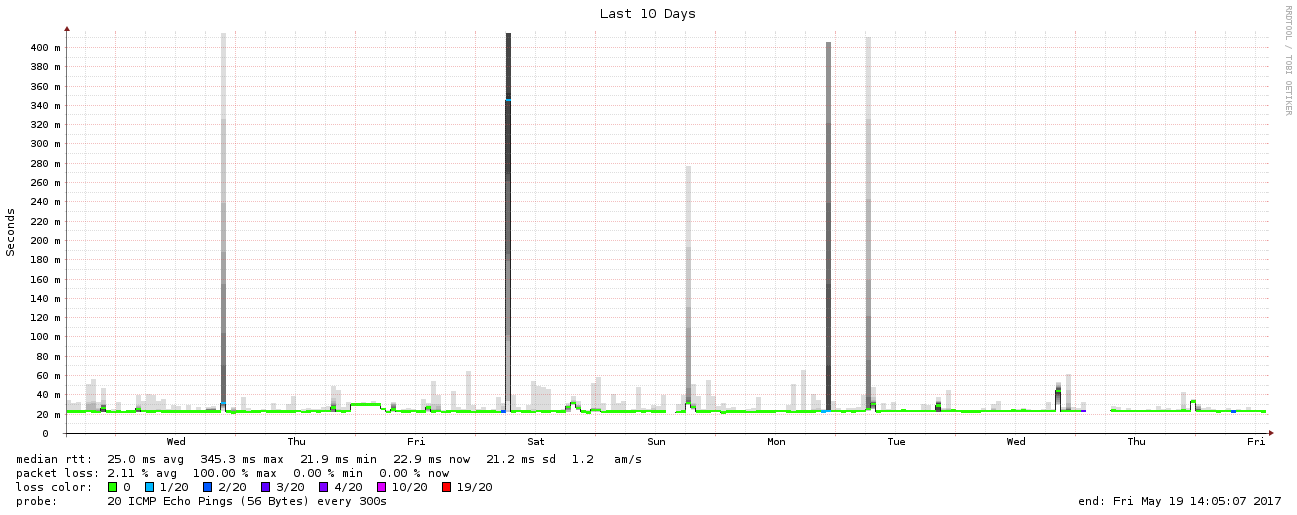 Last 10 Days
RRDTOOL / TOBI OETIKER
Seconds
400 m
380 m
360 m
340 m
320 m
300 m
280 m
260 m
240 m
220 m
200 m
180 m
160 m
140 m
120 m
100 m
80 m
60 m
40 m
20 m
0
Wed Thu Fri Sat Sun Mon Tue Wed Thu Fri
median rtt: 25.0 ms avg 345.3 ms max 21.9 ms min 22.9 ms now 21.2 ms sd 1.2 am/s
packet loss: 2.11 % avg 100.00 % max 0.00 % min 0.00 % now
loss color: 0 1/20 2/20 3/20 4/20 10/20 19/20
probe: 20 ICMP Echo Pings (56 Bytes) every 300s end: Fri May 19 14:05:07 2017